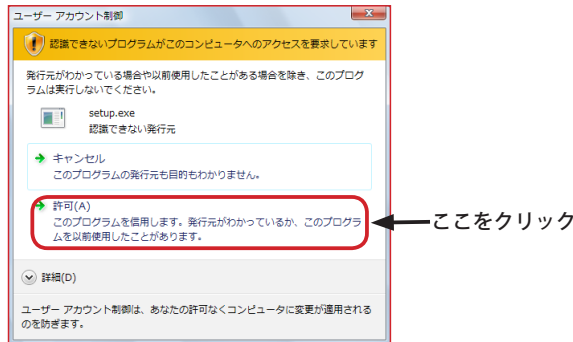 ユーザー アカウント制御
認識できないプログラムがこのコンピュータへのアクセスを要求しています
発行元がわかっている場合や以前使用したことがある場合を除き、このプログ
ラムは実行しないでください。
setup.exe
認識できない発行元
キャンセル
このプログラムの発行元も目的もわかりません。
許可(A)
このプログラムを信用します。発行元がわかっているか、このプログラ
ムを以前使用したことがあります。
ここをクリック
詳細(D)
ユーザー アカウント制御は、あなたの許可なくコンピュータに変更が適用される
のを防ぎます。